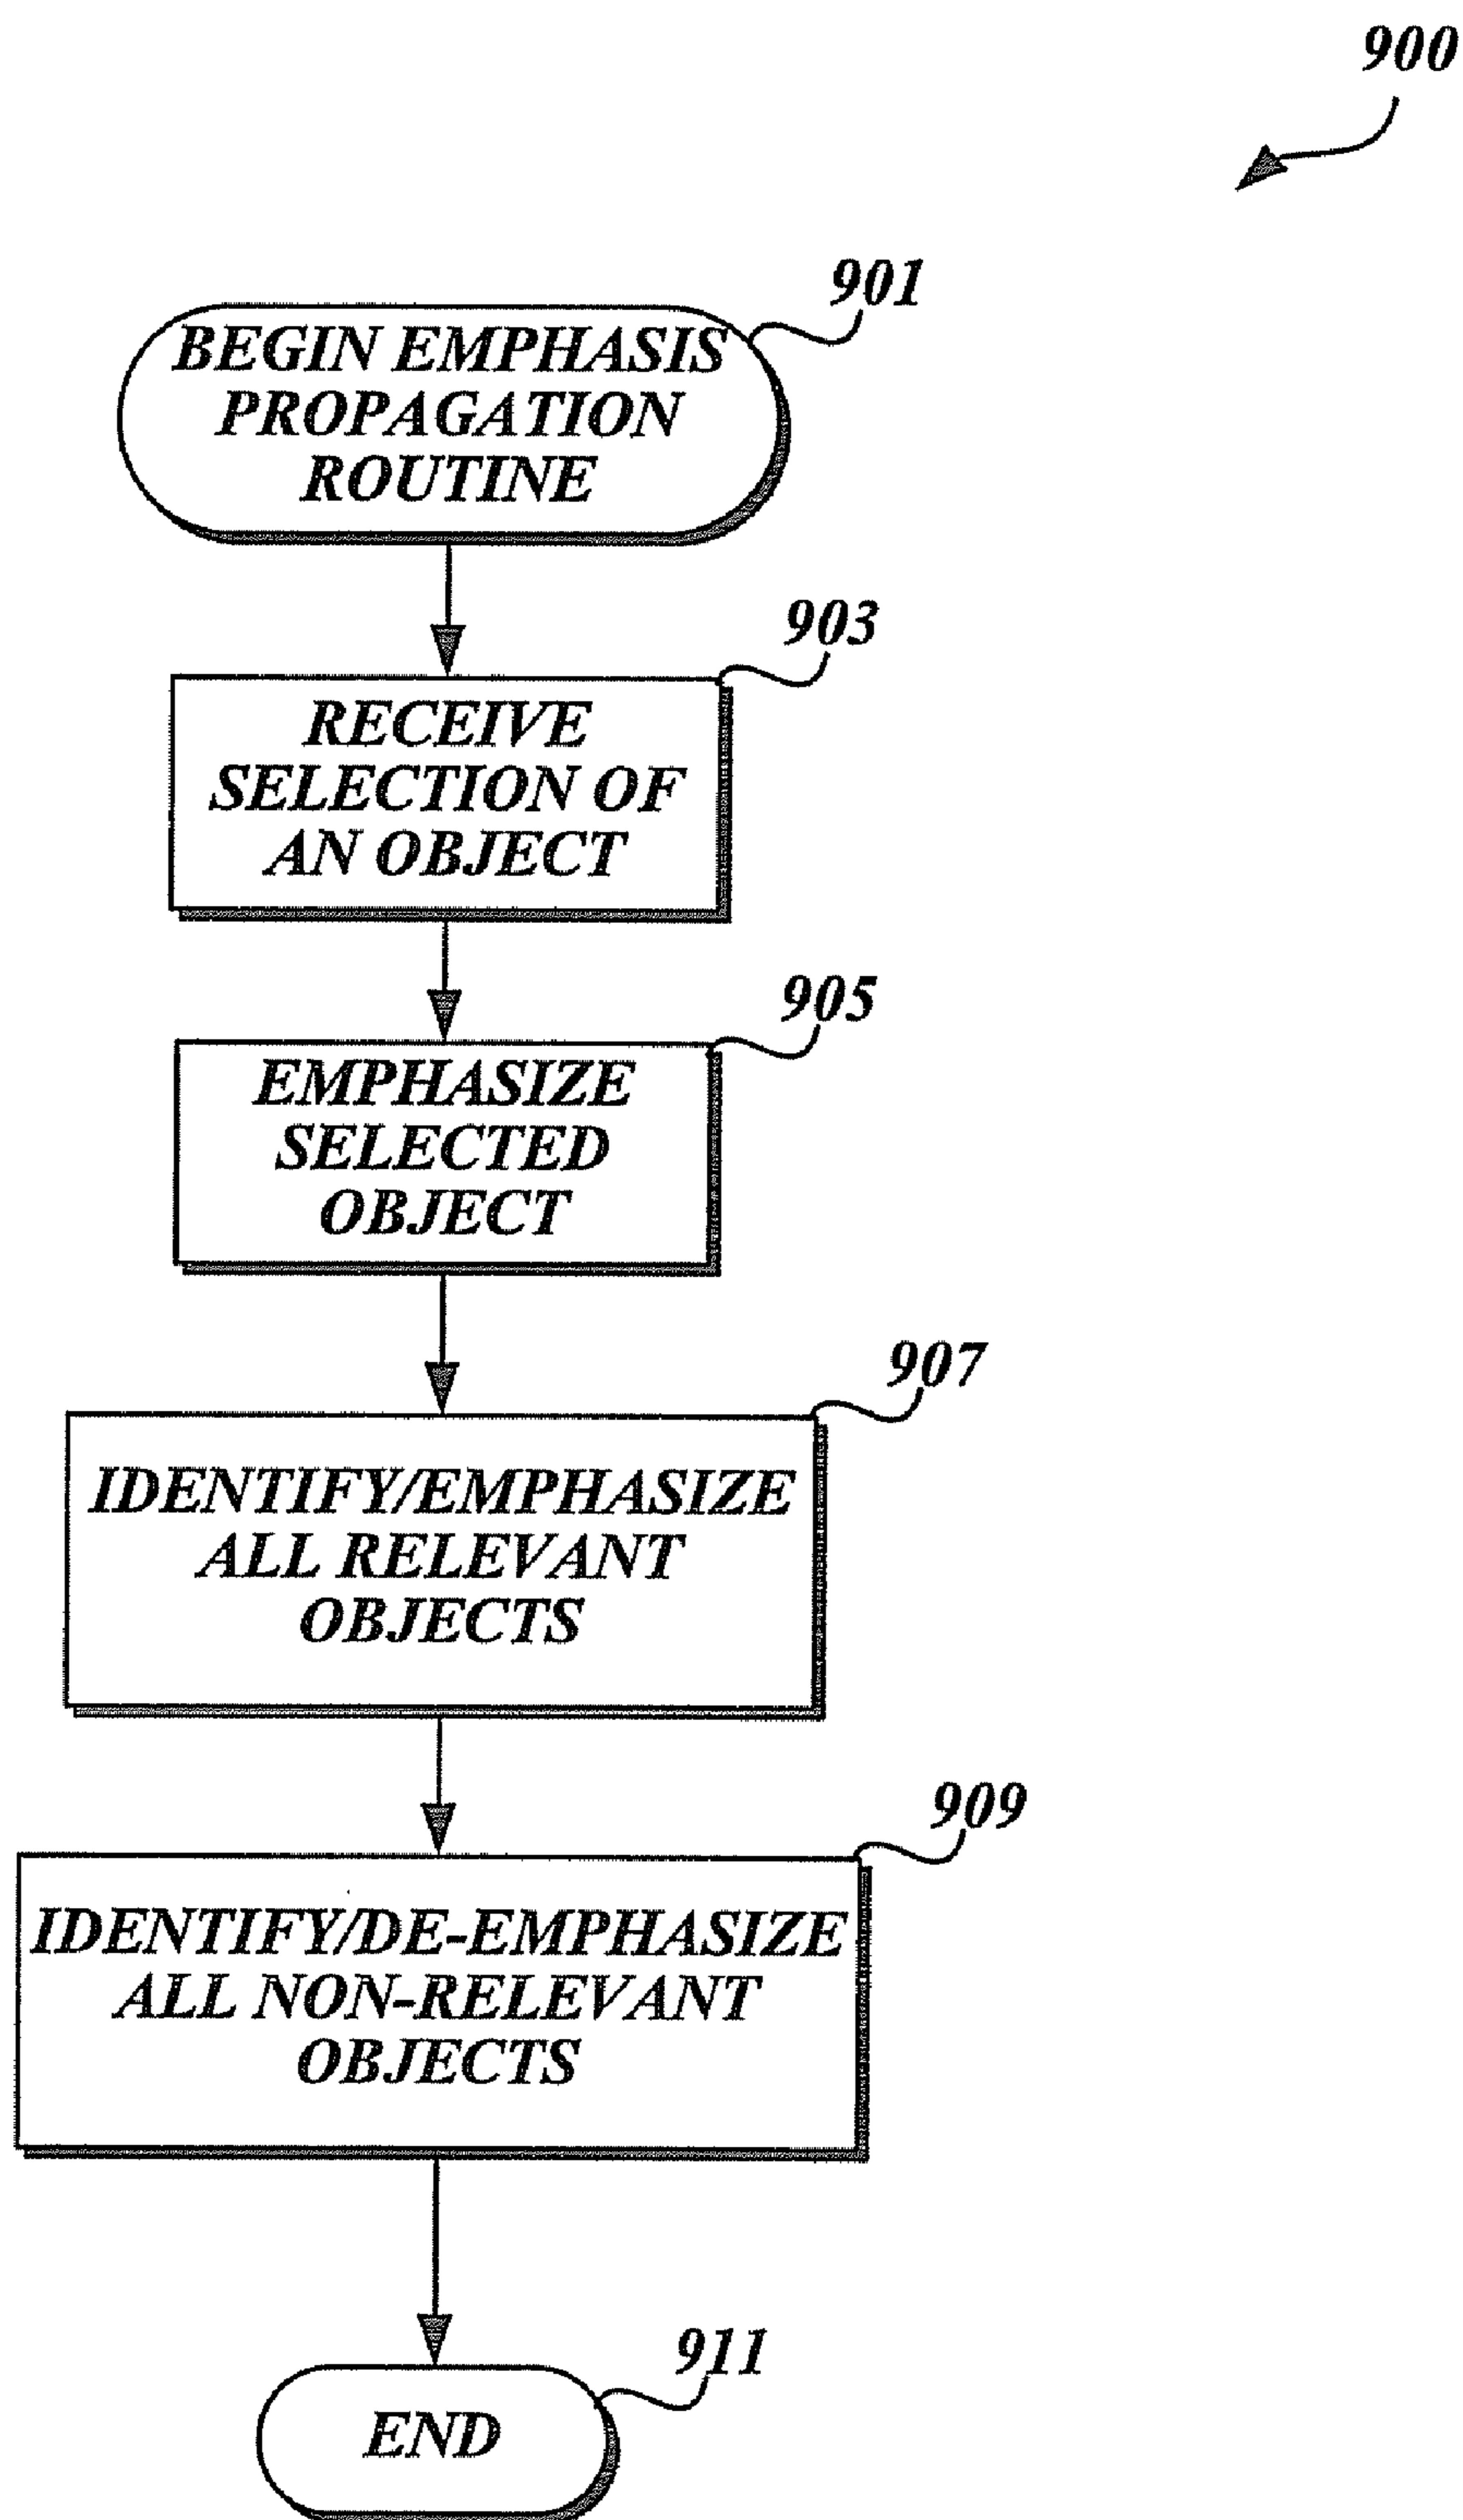 900
901
BEGIN EMPHASIS
PROPAGATION
ROUTINE
903
RECEIVE
SELECTION OF
AN OBJECT
905
EMPHASIZE
SELECTED
OBJECT
907
IDENTIFY/EMPHASIZE
ALL RELEVANT
OBJECTS
909
IDENTIFY/DE-EMPHASIZE
ALL NON-RELEVANT
OBJECTS
911
END